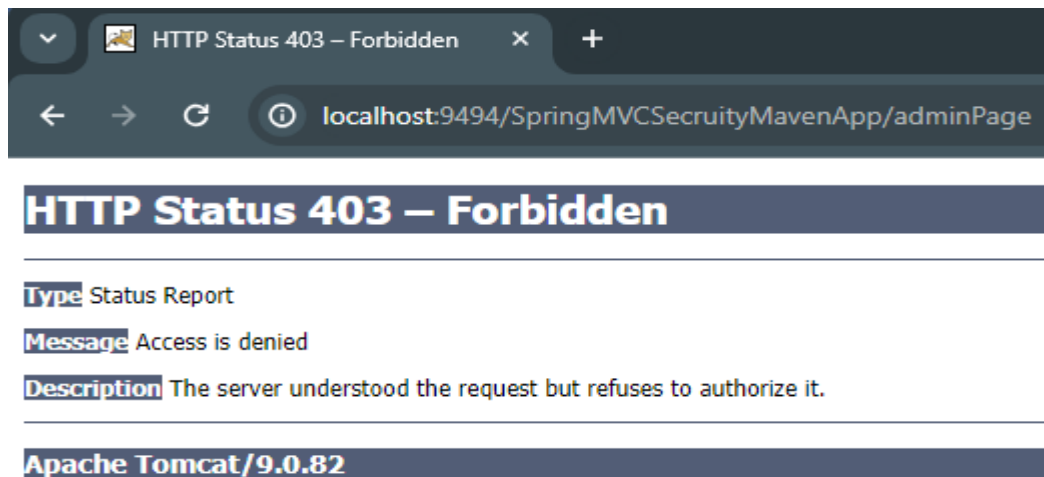 HTTP Status 403 – Forbidden
localhost:9494/SpringMVCSecruityMavenApp/adminPage
HTTP Status 403 – Forbidden
Type Status Report
Message Access is denied
Description The server understood the request but refuses to authorize it.
Apache Tomcat/9.0.82